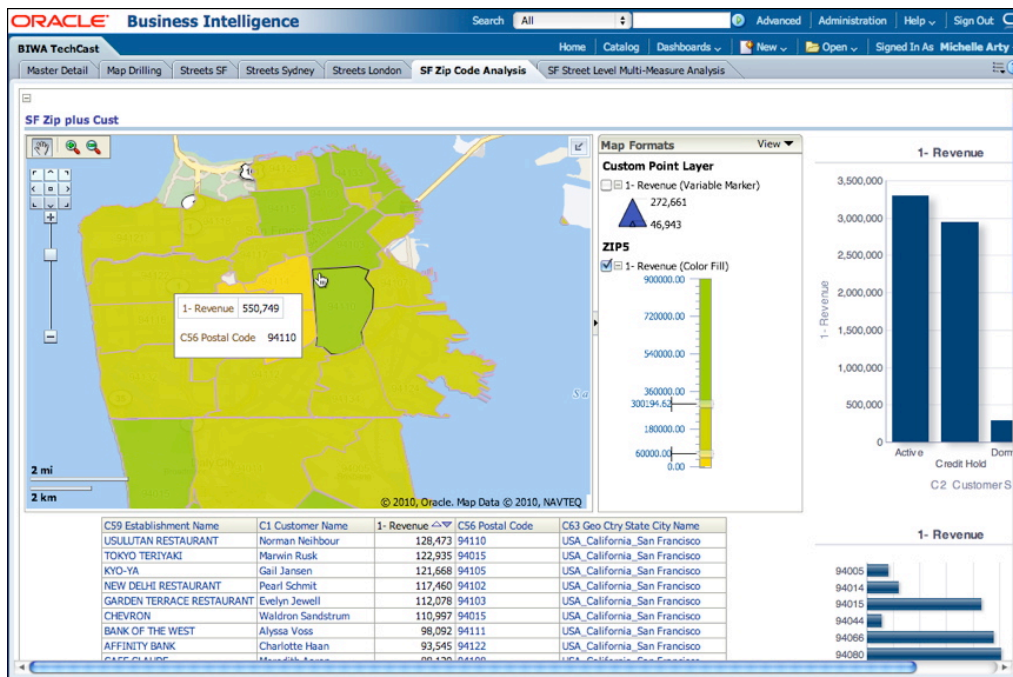 ORACLE Business Intelligence
Search All Advanced Administration Help Sign Out
BIWA TechCast
Home Catalog Dashboards New Open Signed In As Michelle Arty
Master Detail Map Drilling Streets SF Streets Sydney Streets London SF Zip Code Analysis SF Street Level Multi-Measure Analysis
SF Zip plus Cust
1- Revenue 550,749
C56 Postal Code 94110
2 mi
2 km
© 2010, Oracle. Map Data © 2010, NAVTEQ
Map Formats View
Custom Point Layer
1- Revenue (Variable Marker)
272,661
46,943
ZIP5
1- Revenue (Color Fill)
900000.00
720000.00
540000.00
360000.00
300194.62
180000.00
60000.00
0.00
1- Revenue
3,500,000
3,000,000
2,500,000
2,000,000
1,500,000
1,000,000
500,000
0
1- Revenue
Active Credit Hold Dorm
C2 Customer S
C59 Establishment Name C1 Customer Name 1- Revenue C56 Postal Code C63 Geo Ctry State City Name
USULUTAN RESTAURANT Norman Neihbour 128,473 94110 USA_California_San Francisco
TOKYO TERIYAKI Marwin Rusk 122,935 94015 USA_California_San Francisco
KYO-YA Gail Jansen 121,668 94105 USA_California_San Francisco
NEW DELHI RESTAURANT Pearl Schmit 117,460 94102 USA_California_San Francisco
GARDEN TERRACE RESTAURANT Evelyn Jewell 112,078 94103 USA_California_San Francisco
CHEVRON Waldron Sandstrum 110,997 94015 USA_California_San Francisco
BANK OF THE WEST Alyssa Voss 98,092 94111 USA_California_San Francisco
AFFINITY BANK Charlotte Haan 93,545 94122 USA_California_San Francisco
1- Revenue
94005
94014
94015
94044
94066
94080